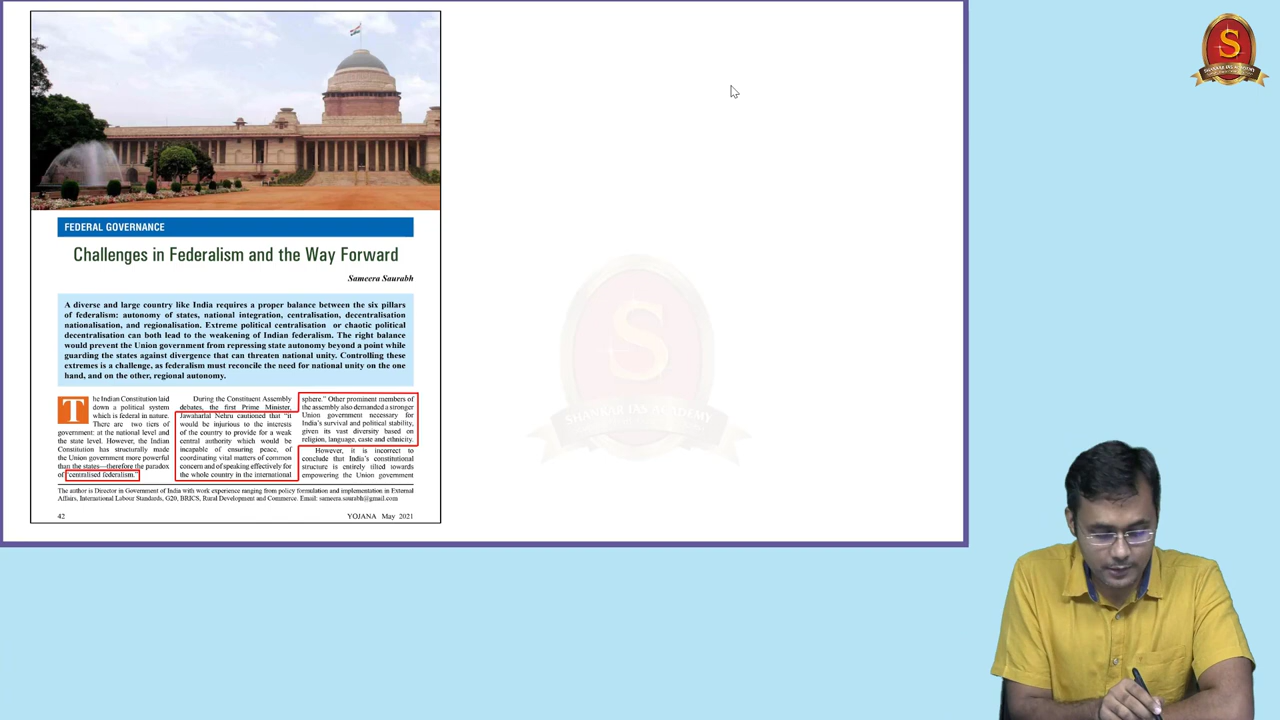 FEDERAL GOVERNANCE
Challenges in Federalism and the Way Forward
Sameera Saurabh
A diverse and large country like India requires a proper balance between the six pillars
of federalism: autonomy of states, national integration, centralisation, decentralisation
nationalisation, and regionalisation. Extreme political centralisation or chaotic political
decentralisation can both lead to the weakening of Indian federalism. The right balance
would prevent the Union government from repressing state autonomy beyond a point while
guarding the states against divergence that can threaten national unity. Controlling these
extremes is a challenge, as federalism must reconcile the need for national unity on the one
hand, and on the other, regional autonomy.
The Indian Constitution laid
down a political system
which is federal in nature.
There are two tiers of
government: at the national level and
the state level. However, the Indian
Constitution has structurally made
the Union government more powerful
than the states—therefore the paradox
of 'centralised federalism.'
During the Constituent Assembly
debates, the first Prime Minister,
Jawaharlal Nehru cautioned that "it
would be injurious to the interests
of the country to provide for a weak
central authority which would be
incapable of ensuring peace, of
coordinating vital matters of common
concern and of speaking effectively for
the whole country in the international
sphere." Other prominent members of
the assembly also demanded a stronger
Union government necessary for
India's survival and political stability,
given its vast diversity based on
religion, language, caste and ethnicity.
However, it is incorrect to
conclude that India's constitutional
structure is entirely tilted towards
empowering the Union government
The author is Director in Government of India with work experience ranging from policy formulation and implementation in External
Affairs, International Labour Standards, G20, BRICS, Rural Development and Commerce. Email: sameera.saurabh@gmail.com
42
YOJANA May 2021
S
SHANKAR IAS ACADEMY
S
SHANKAR IAS ACADEMY